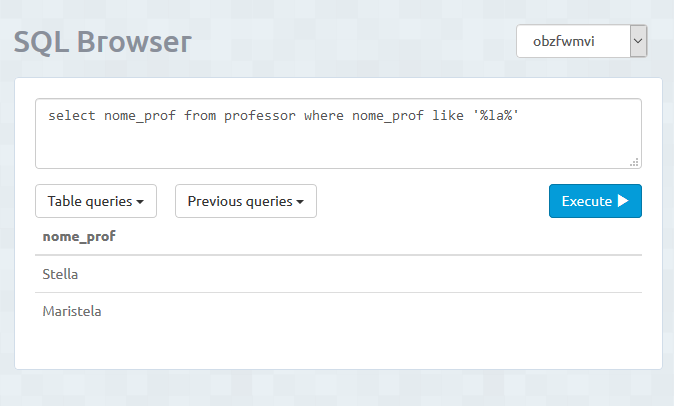 SQL Browser
obzfwmvi
select nome_prof from professor where nome_prof like '%la%'
Table queries
Previous queries
Execute
nome_prof
Stella
Maristela